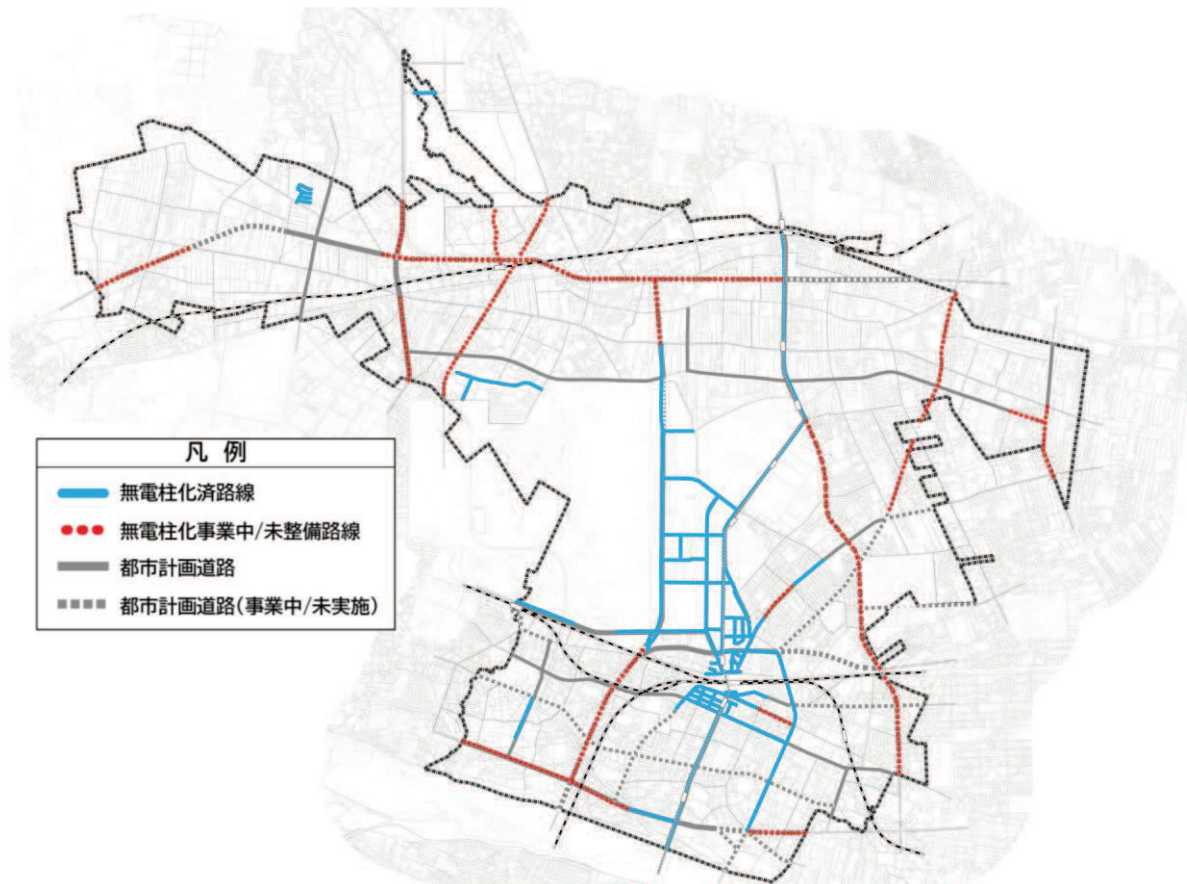 凡 例
無電柱化済路線
無電柱化事業中/未整備路線
都市計画道路
都市計画道路(事業中/未実施)